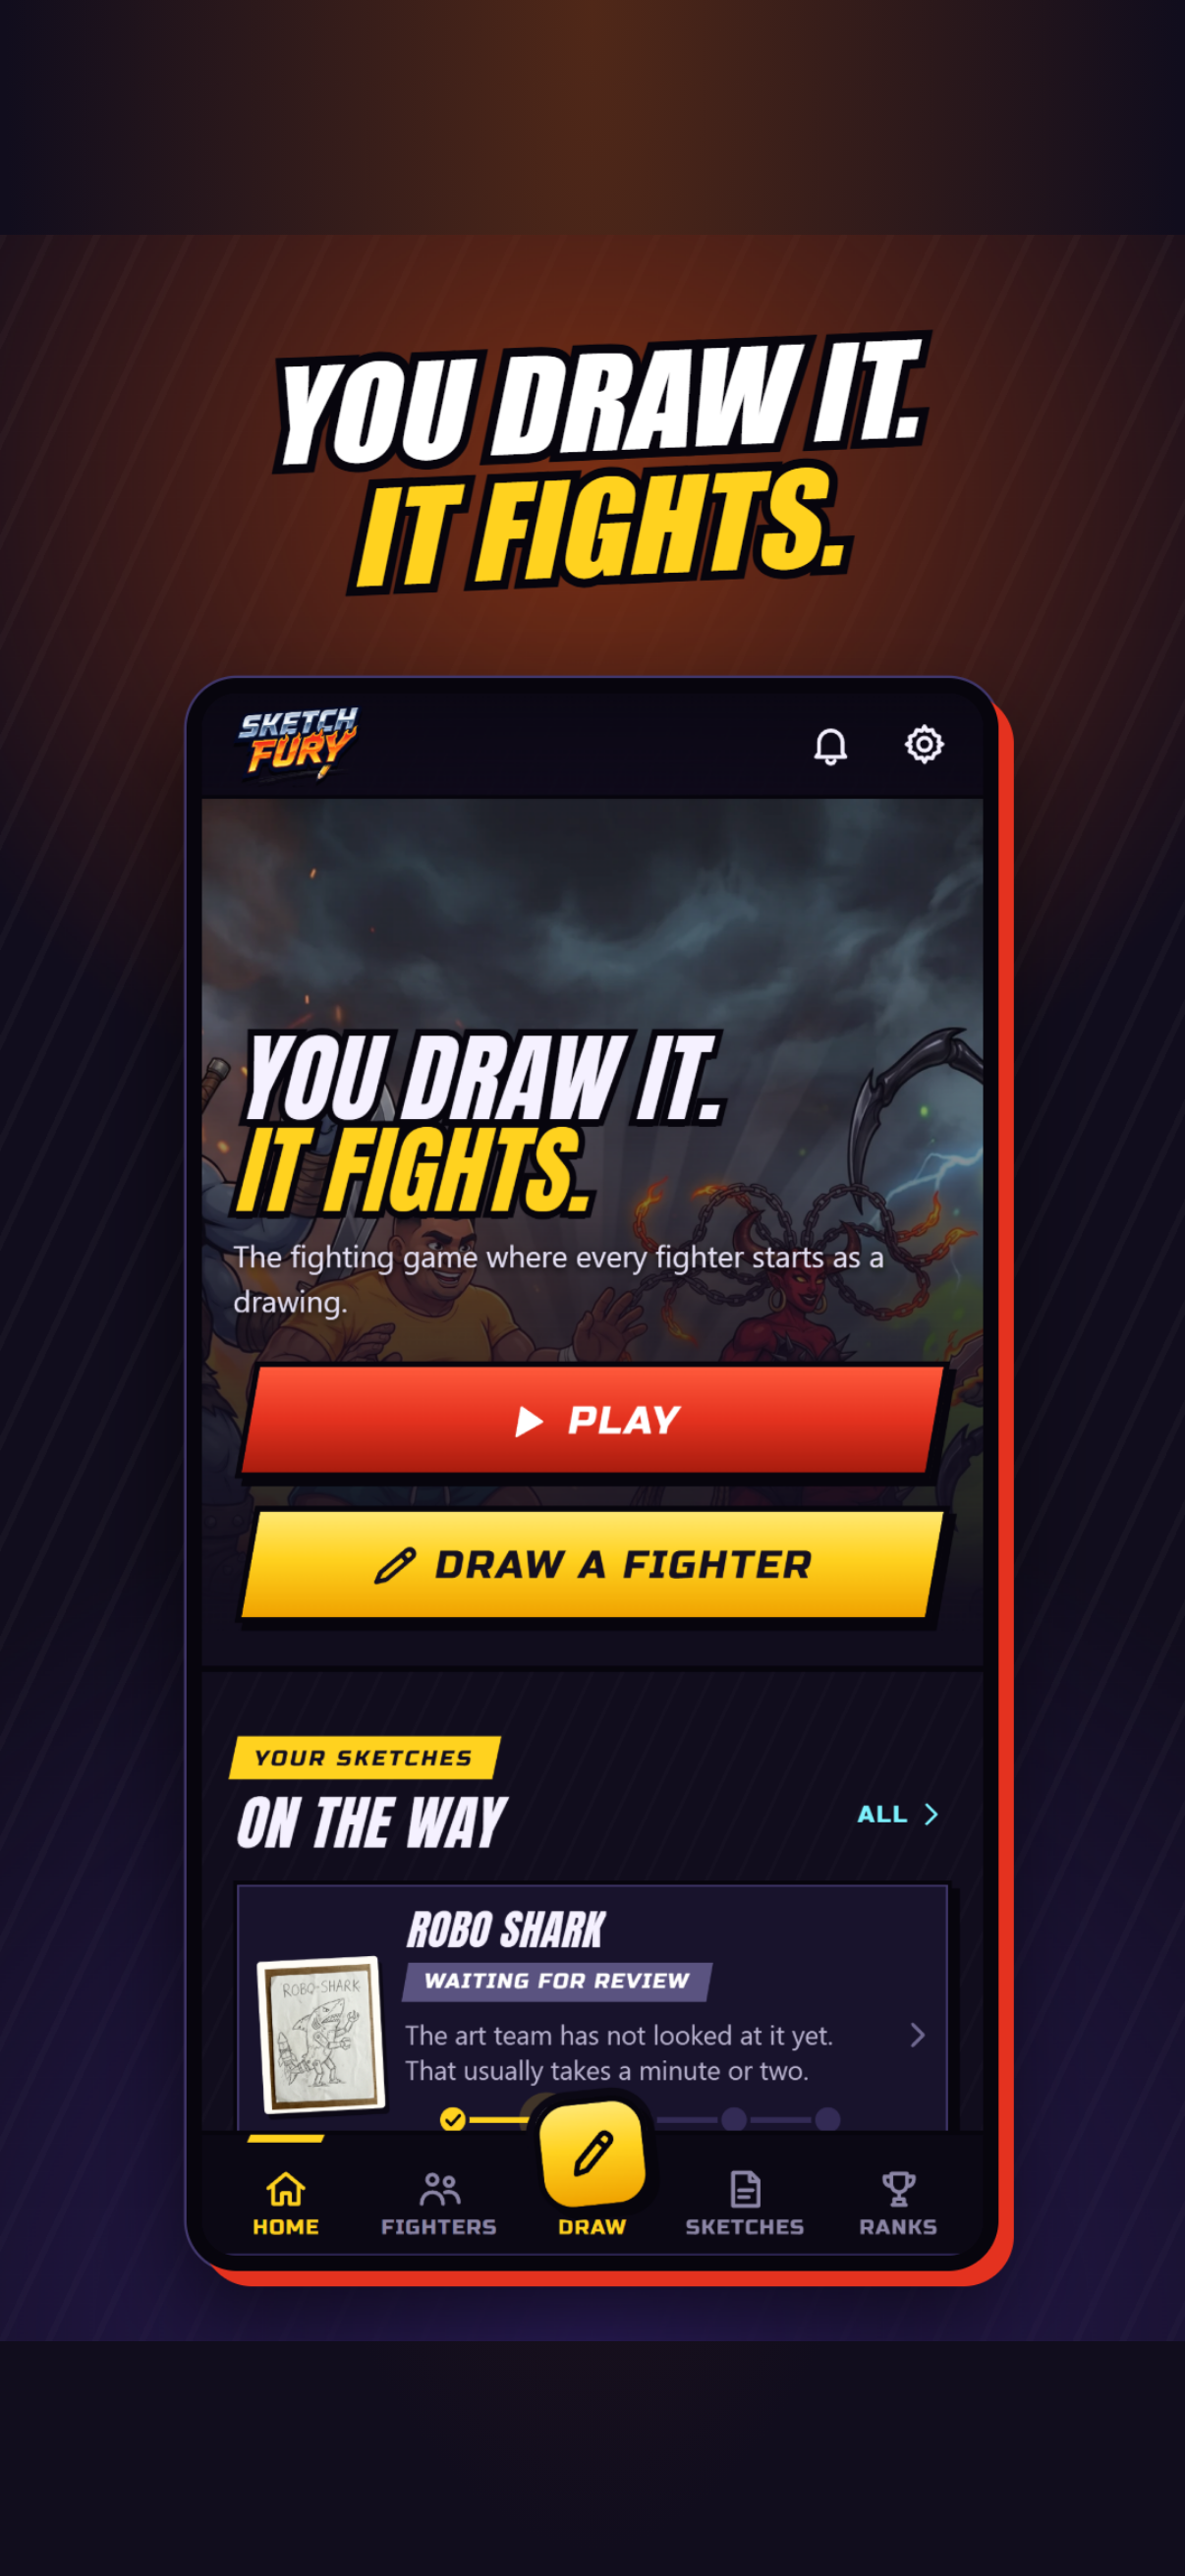 YOU DRAW IT.
IT FIGHTS.
SKETCH
FURY
YOU DRAW IT.
IT FIGHTS.
The fighting game where every fighter starts as a
drawing.
PLAY
DRAW A FIGHTER
YOUR SKETCHES
ON THE WAY
ALL
ROBO SHARK
WAITING FOR REVIEW
ROBO-SHARK
The art team has not looked at it yet.
That usually takes a minute or two.
HOME
FIGHTERS
DRAW
SKETCHES
RANKS